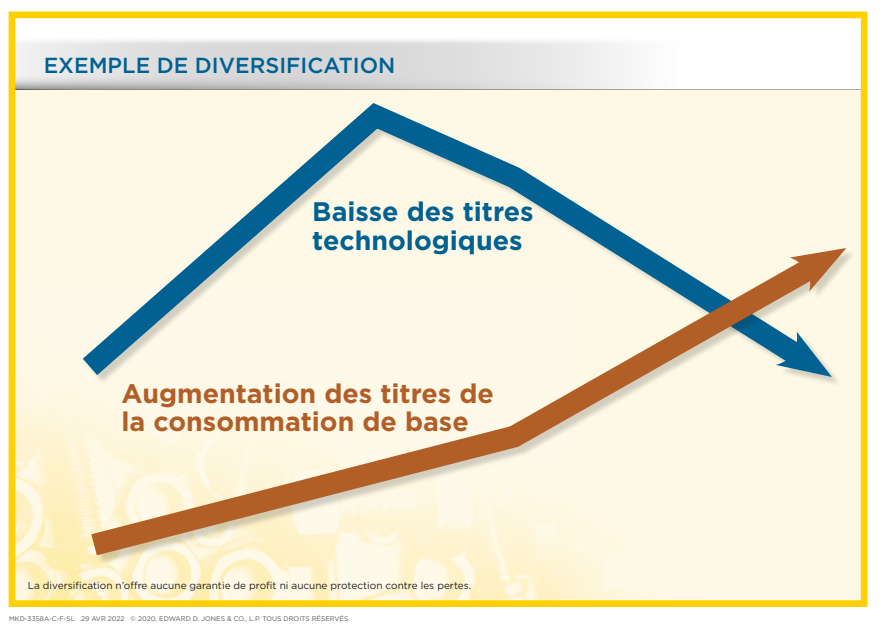 EXEMPLE DE DIVERSIFICATION
Baisse des titres
technologiques
Augmentation des titres de
la consommation de base
La diversification n’offre aucune garantie de profit ni aucune protection contre les pertes.
MKD-3358A-C-F-SL 29 AVR 2022 © 2020, EDWARD D. JONES & CO., L.P. TOUS DROITS RÉSERVÉS.